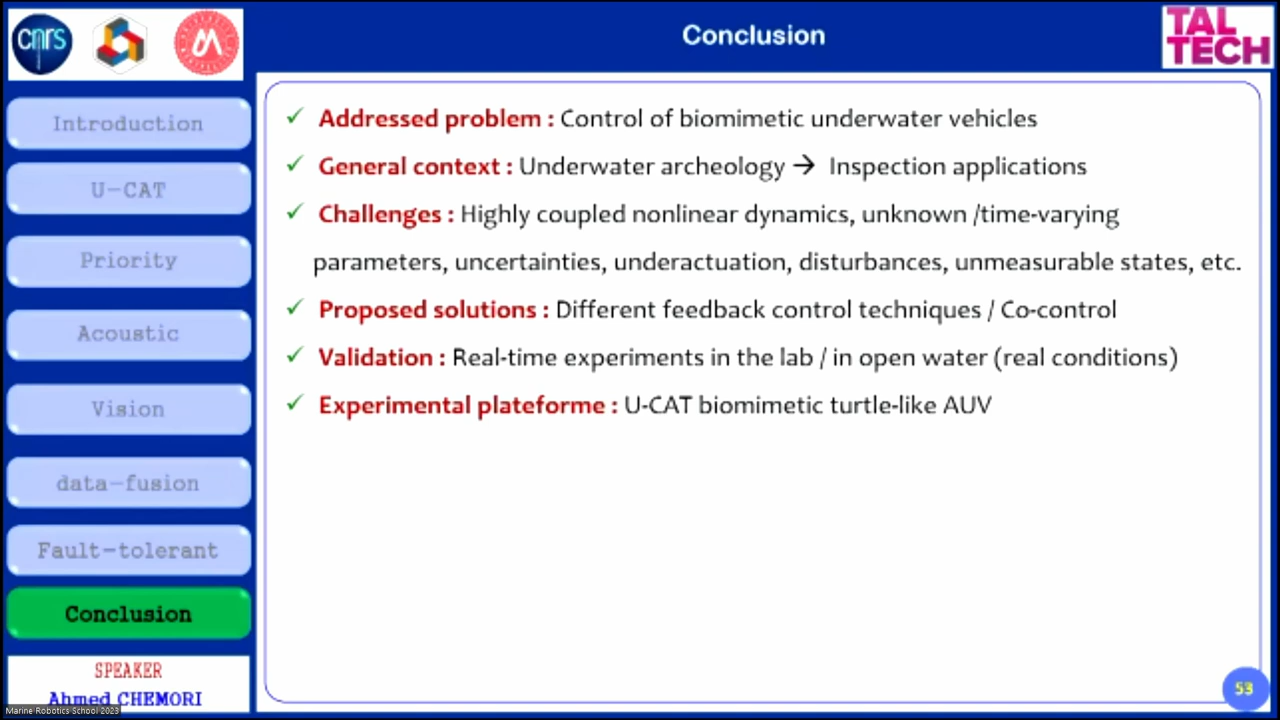 cnrs
Conclusion
TAL
TECH
Introduction
U-CAT
Priority
Acoustic
Vision
data-fusion
Fault-tolerant
Conclusion
SPEAKER
Ahmed CHEMORI
Marine Robotics School 2023
✓ Addressed problem : Control of biomimetic underwater vehicles
✓ General context : Underwater archeology → Inspection applications
✓ Challenges : Highly coupled nonlinear dynamics, unknown /time-varying
parameters, uncertainties, underactuation, disturbances, unmeasurable states, etc.
✓ Proposed solutions : Different feedback control techniques / Co-control
✓ Validation : Real-time experiments in the lab / in open water (real conditions)
✓ Experimental plateforme : U-CAT biomimetic turtle-like AUV
53